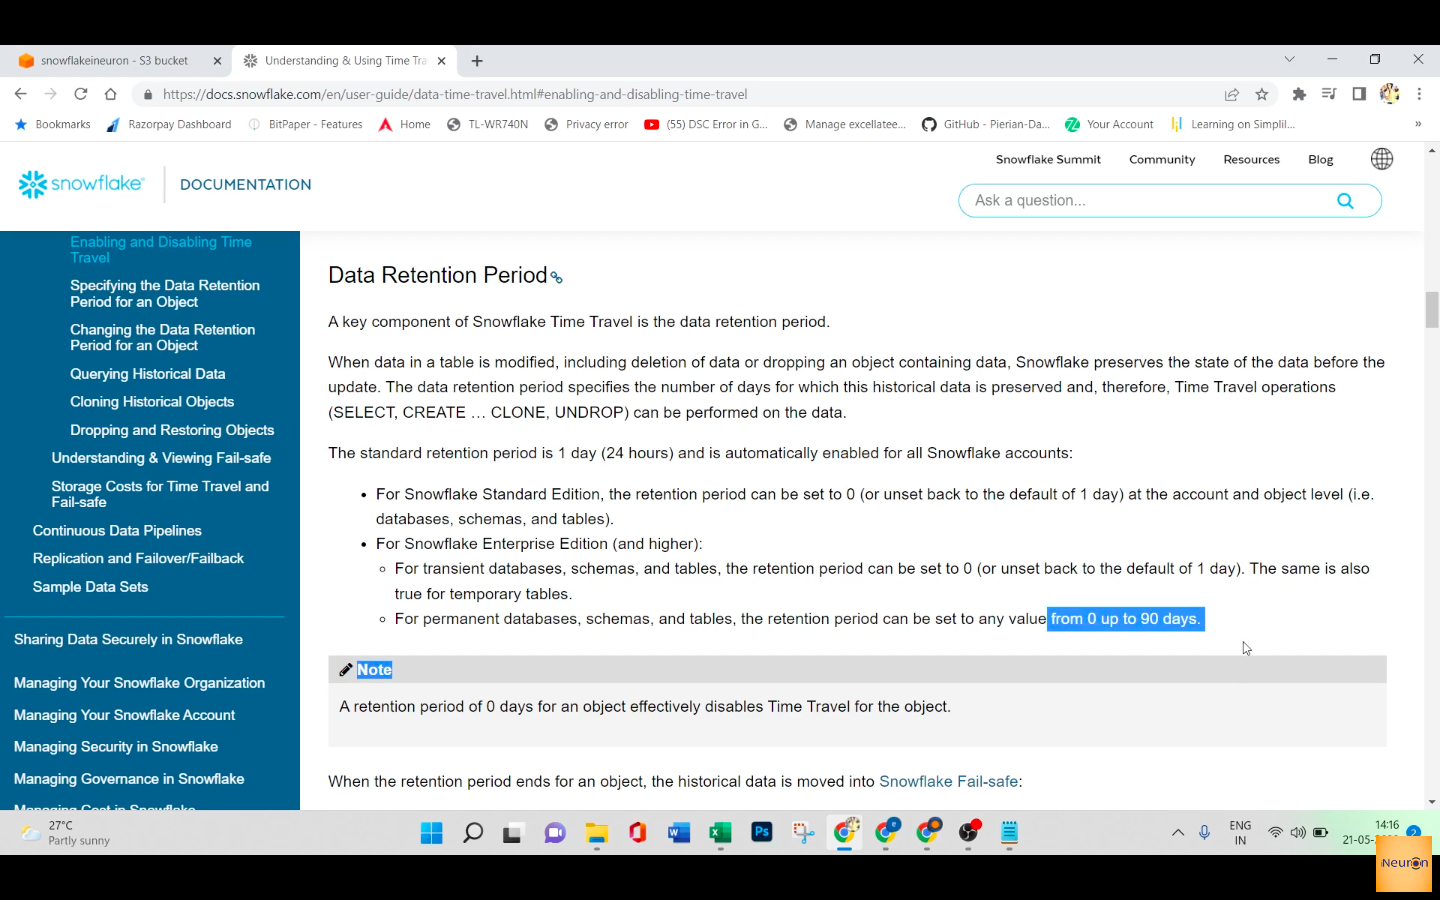 snowflakeineuron - S3 bucket
Understanding & Using Time Tra
https://docs.snowflake.com/en/user-guide/data-time-travel.html#enabling-and-disabling-time-travel
Bookmarks Razorpay Dashboard BitPaper - Features Home TL-WR740N Privacy error (55) DSC Error in G... Manage excellatee... GitHub - Pierian-Da... Your Account Learning on Simplil... »
Snowflake Summit Community Resources Blog
snowflake DOCUMENTATION
Ask a question...
Enabling and Disabling Time
Travel
Specifying the Data Retention
Period for an Object
Changing the Data Retention
Period for an Object
Querying Historical Data
Cloning Historical Objects
Dropping and Restoring Objects
Understanding & Viewing Fail-safe
Storage Costs for Time Travel and
Fail-safe
Continuous Data Pipelines
Replication and Failover/Failback
Sample Data Sets
Sharing Data Securely in Snowflake
Managing Your Snowflake Organization
Managing Your Snowflake Account
Managing Security in Snowflake
Managing Governance in Snowflake
Managing Cost in Snowflake
Data Retention Period
A key component of Snowflake Time Travel is the data retention period.
When data in a table is modified, including deletion of data or dropping an object containing data, Snowflake preserves the state of the data before the
update. The data retention period specifies the number of days for which this historical data is preserved and, therefore, Time Travel operations
(SELECT, CREATE … CLONE, UNDROP) can be performed on the data.
The standard retention period is 1 day (24 hours) and is automatically enabled for all Snowflake accounts:
• For Snowflake Standard Edition, the retention period can be set to 0 (or unset back to the default of 1 day) at the account and object level (i.e.
databases, schemas, and tables).
• For Snowflake Enterprise Edition (and higher):
◦ For transient databases, schemas, and tables, the retention period can be set to 0 (or unset back to the default of 1 day). The same is also
true for temporary tables.
◦ For permanent databases, schemas, and tables, the retention period can be set to any value from 0 up to 90 days.
Note
A retention period of 0 days for an object effectively disables Time Travel for the object.
When the retention period ends for an object, the historical data is moved into Snowflake Fail-safe:
27°C
Partly sunny
Ps
ENG
IN
14:16
21-05-
2
Neuron